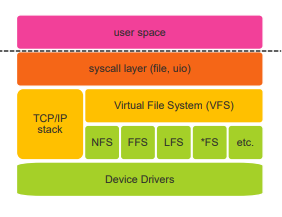 user space
syscall layer (file, uio)
TCP/IP
stack
Virtual File System (VFS)
NFS
FFS
LFS
*FS
etc.
Device Drivers